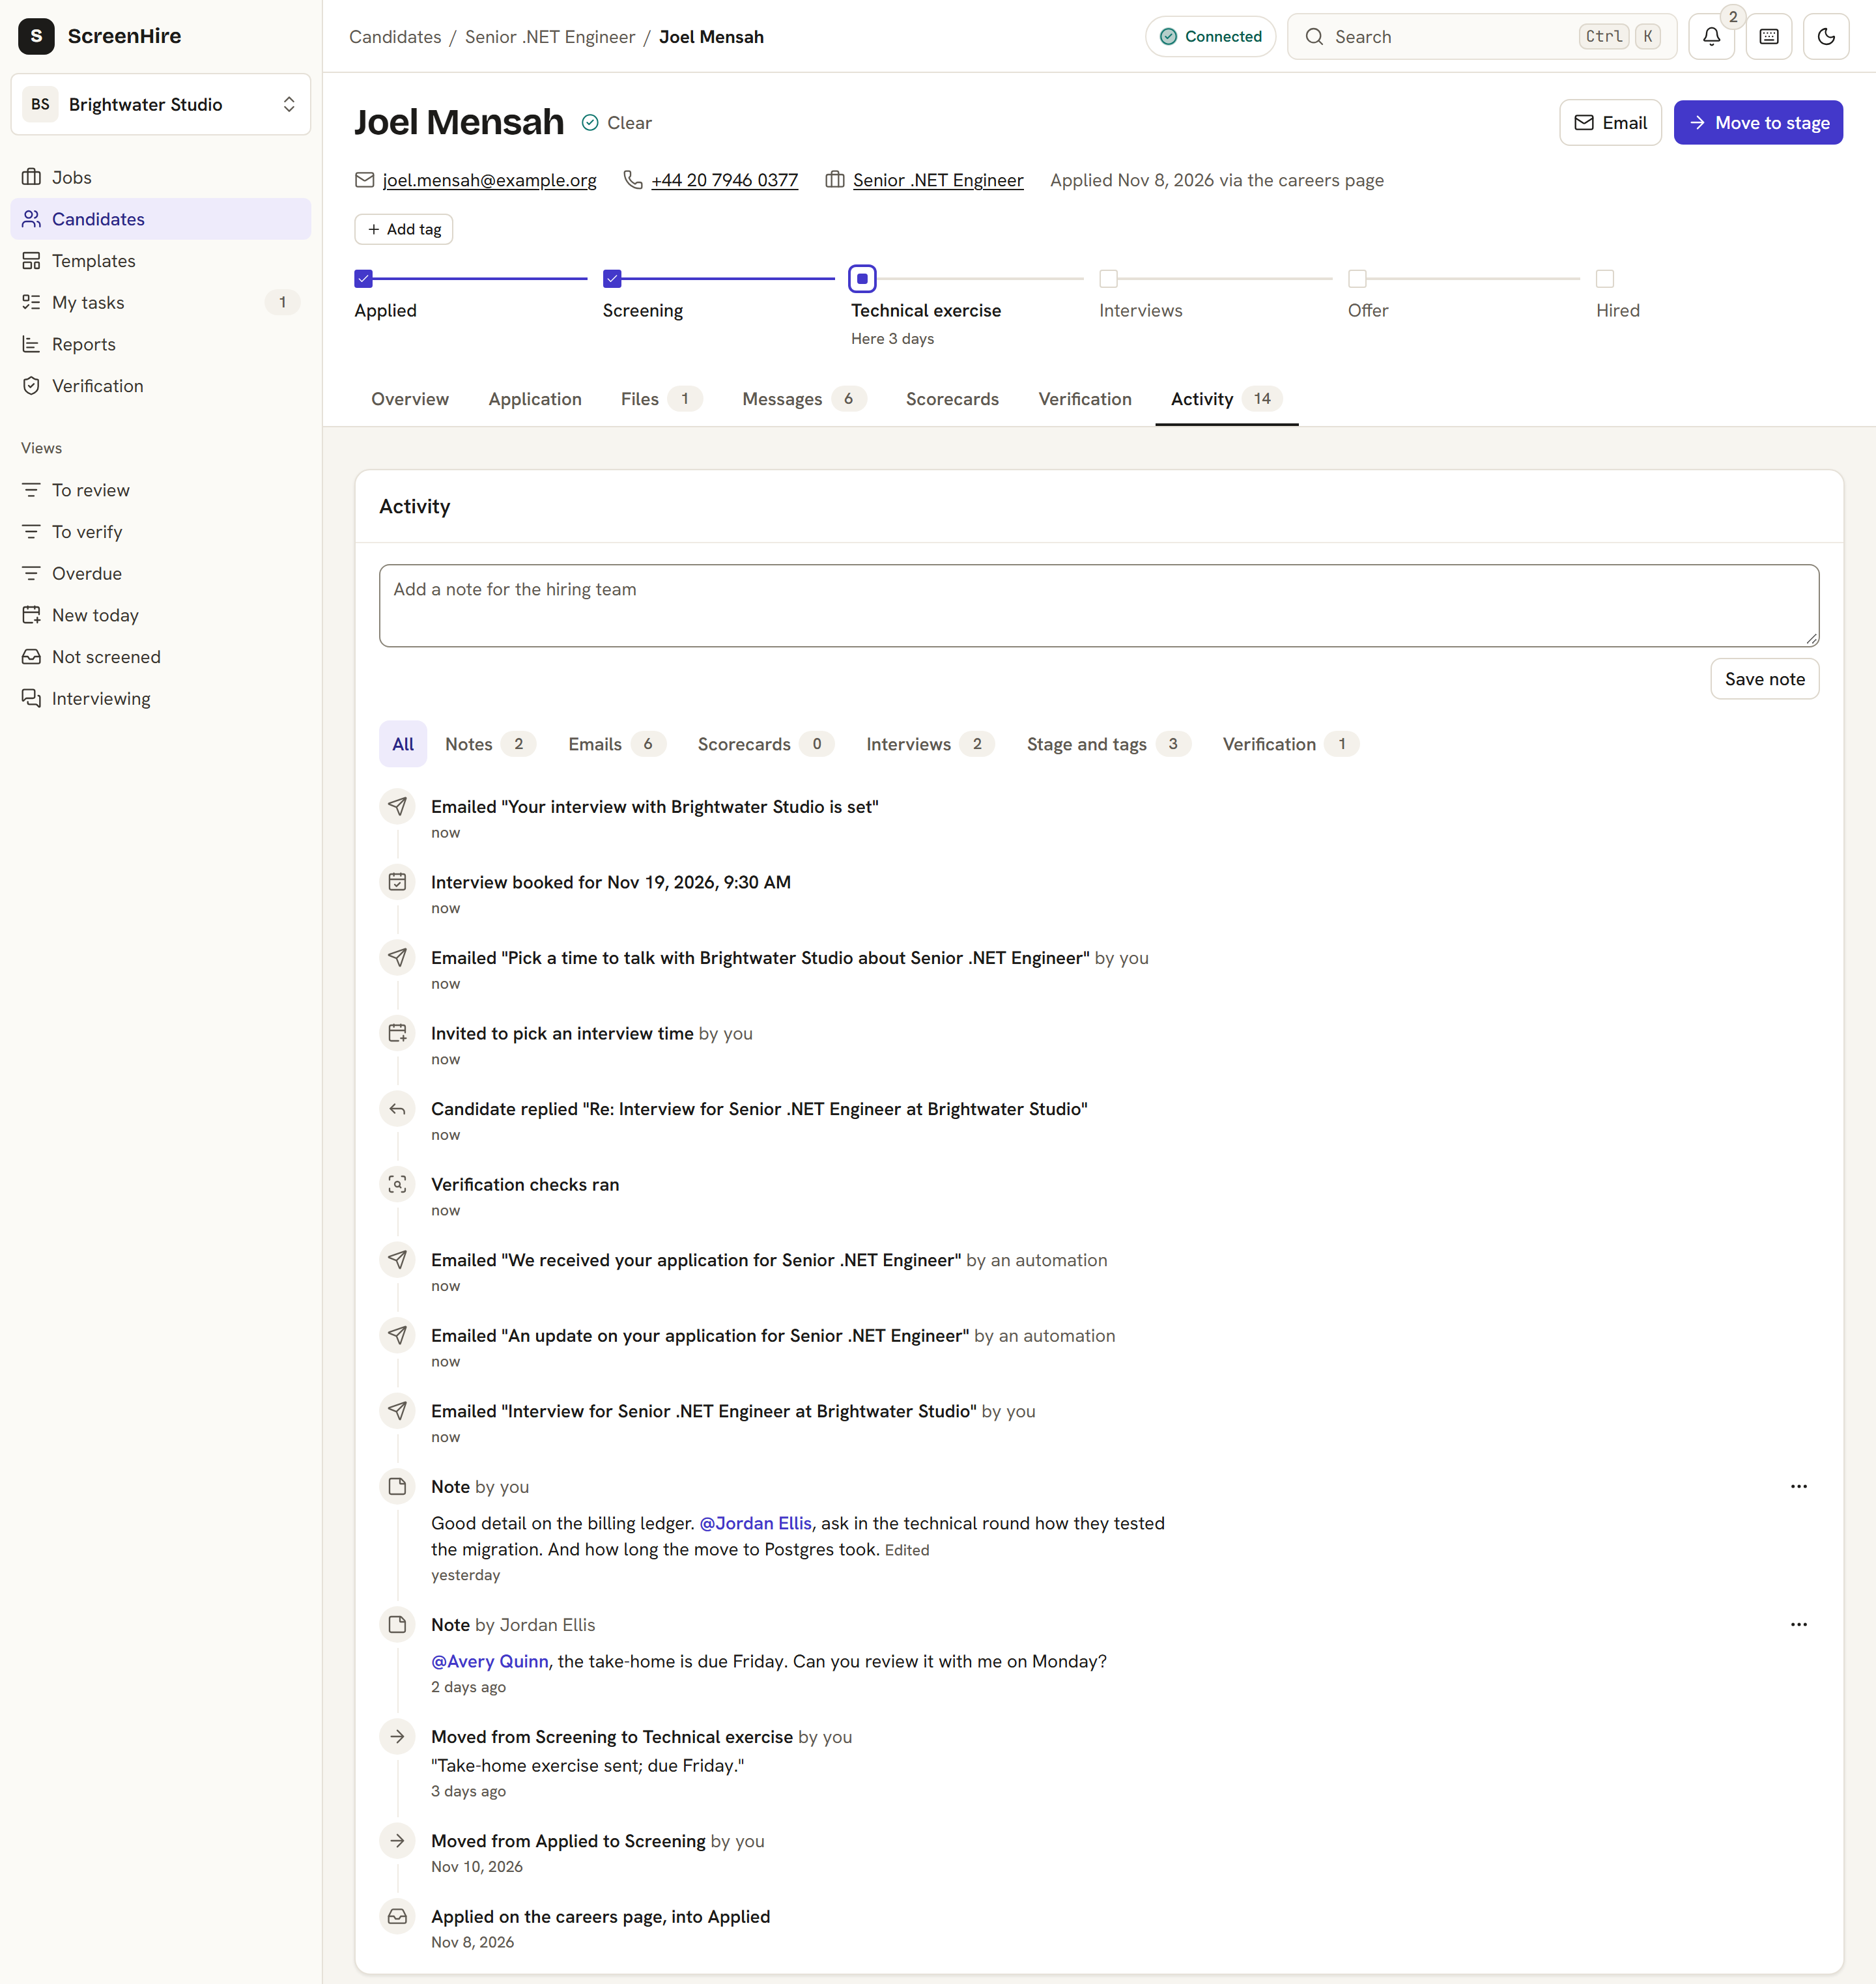 S ScreenHire
BS Brightwater Studio
Jobs
Candidates
Templates
My tasks 1
Reports
Verification
Views
To review
To verify
Overdue
New today
Not screened
Interviewing
Candidates / Senior .NET Engineer / Joel Mensah
Connected
Search Ctrl K
2
Joel Mensah Clear
Email
Move to stage
joel.mensah@example.org +44 20 7946 0377 Senior .NET Engineer Applied Nov 8, 2026 via the careers page
+ Add tag
Applied Screening Technical exercise Interviews Offer Hired
Here 3 days
Overview Application Files 1 Messages 6 Scorecards Verification Activity 14
Activity
Add a note for the hiring team
Save note
All Notes 2 Emails 6 Scorecards 0 Interviews 2 Stage and tags 3 Verification 1
Emailed "Your interview with Brightwater Studio is set"
now
Interview booked for Nov 19, 2026, 9:30 AM
now
Emailed "Pick a time to talk with Brightwater Studio about Senior .NET Engineer" by you
now
Invited to pick an interview time by you
now
Candidate replied "Re: Interview for Senior .NET Engineer at Brightwater Studio"
now
Verification checks ran
now
Emailed "We received your application for Senior .NET Engineer" by an automation
now
Emailed "An update on your application for Senior .NET Engineer" by an automation
now
Emailed "Interview for Senior .NET Engineer at Brightwater Studio" by you
now
Note by you
Good detail on the billing ledger. @Jordan Ellis, ask in the technical round how they tested
the migration. And how long the move to Postgres took. Edited
yesterday
Note by Jordan Ellis
@Avery Quinn, the take-home is due Friday. Can you review it with me on Monday?
2 days ago
Moved from Screening to Technical exercise by you
"Take-home exercise sent; due Friday."
3 days ago
Moved from Applied to Screening by you
Nov 10, 2026
Applied on the careers page, into Applied
Nov 8, 2026